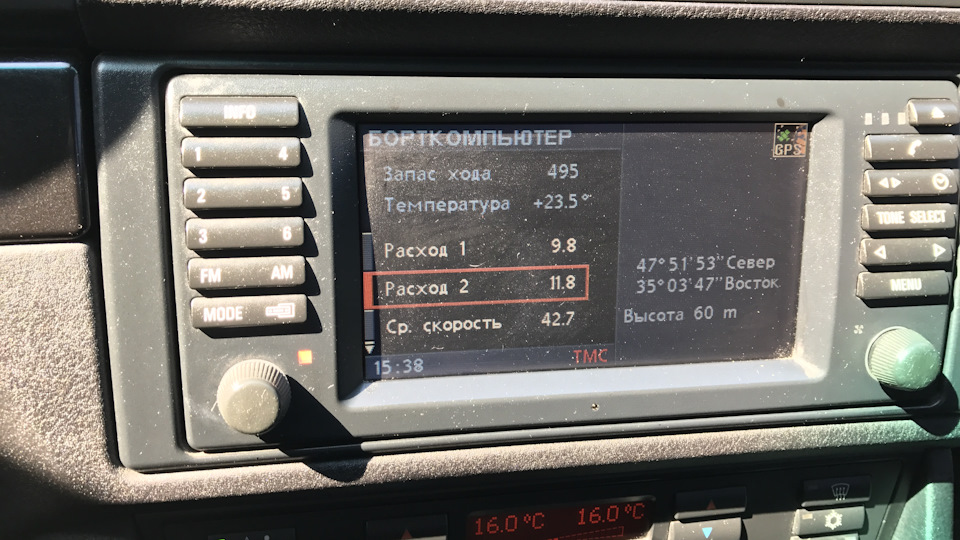 INFO
1 4
2 5
3 6
FM AM
MODE
БОРТКОМПЬЮТЕР
GPS
Запас хода 495
Температура +23.5°
Расход 1 9.8
Расход 2 11.8
Ср. скорость 42.7
47°51'53"Север
35°03'47"Восток
Высота 60 m
15:38
TMC
TONE SELECT
MENU
16.0°C 16.0°C